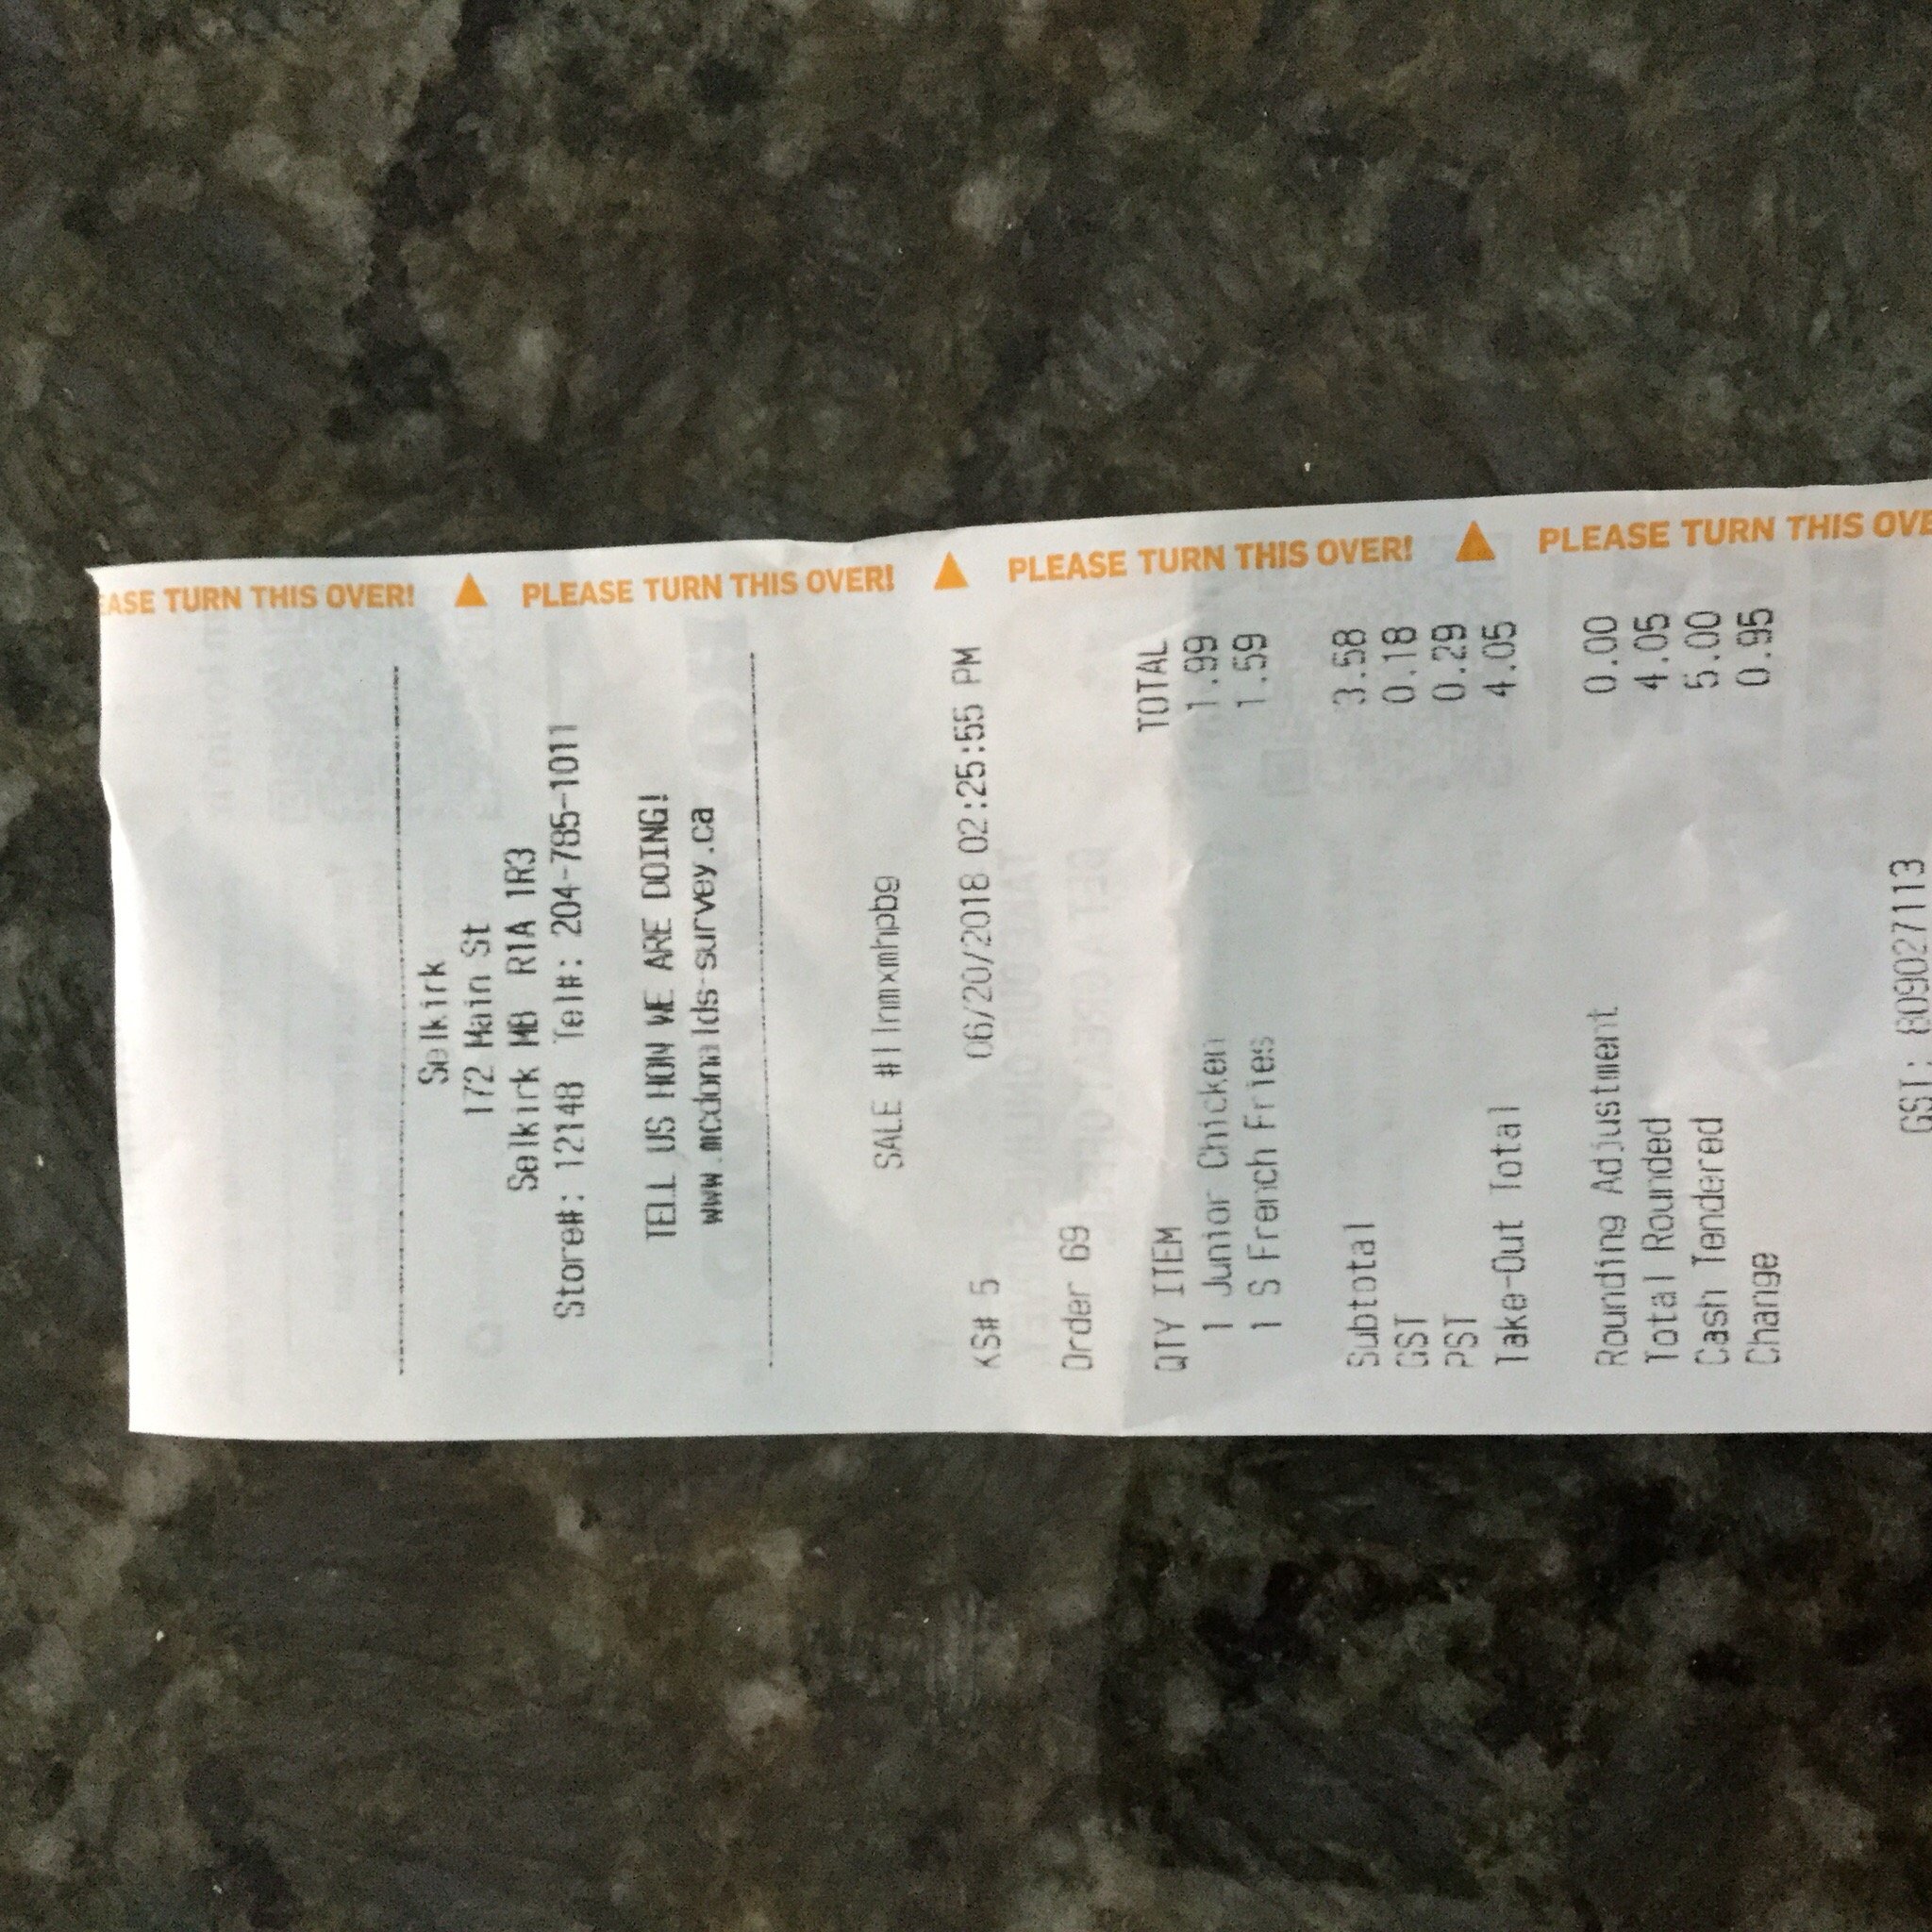 ASE TURN THIS OVER! ▲ PLEASE TURN THIS OVER! ▲ PLEASE TURN THIS OVER! ▲ PLEASE TURN THIS OVE
Selkirk
172 Main St
Selkirk MB R1A 1R3
Store#: 12148 Tel#: 204-785-1011
TELL US HOW WE ARE DOING!
www.mcdonalds-survey.ca
SALE
KS# 5 06/20/2018 02:25:55 PM
Order 69
QTY ITEM TOTAL
1 Junior Chicken 1.99
1 S French Fries 1.59
Subtotal 3.58
GST 0.18
PST 0.29
Take-Out Total 4.05
Rounding Adjustment 0.00
Total Rounded 4.05
Cash Tendered 5.00
Change 0.95
GST: 809027113